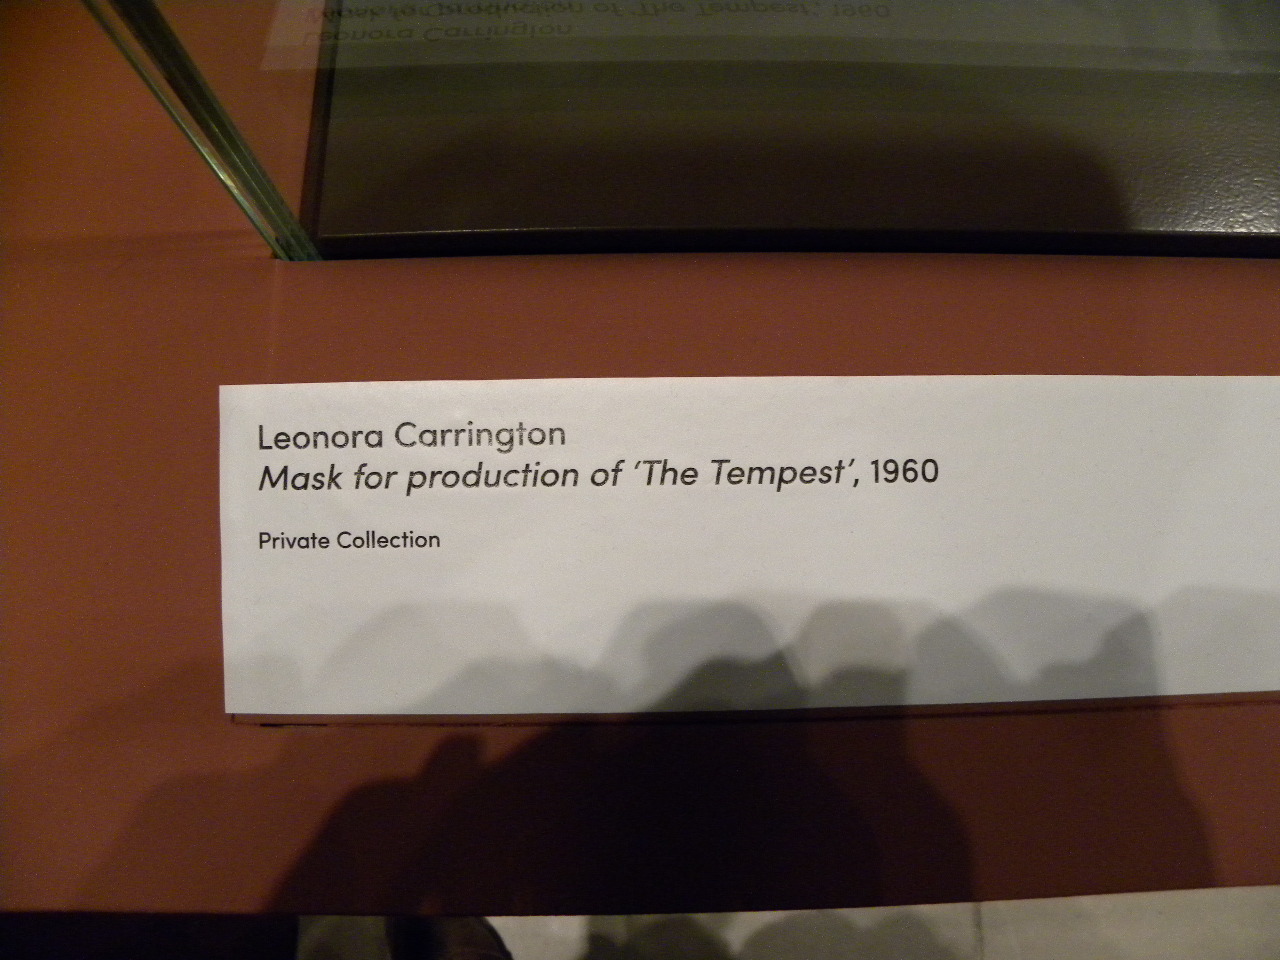 Leonora Carrington
Mask for production of ‘The Tempest’, 1960
Private Collection